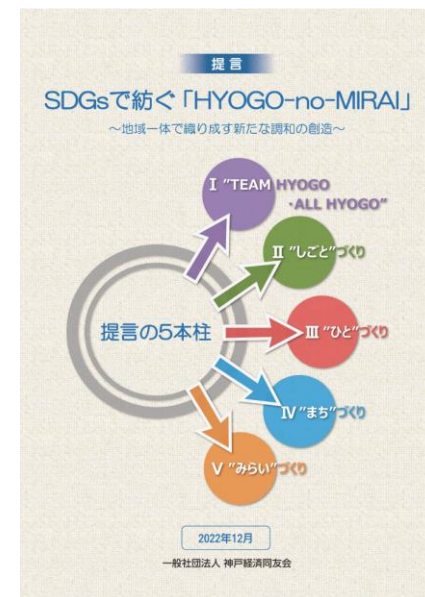 提言
SDGsで紡ぐ「HYOGO-no-MIRAI」
～地域一体で織り成す新たな調和の創造～
Ⅰ "TEAM HYOGO
・ALL HYOGO"
Ⅱ "しごと"づくり
提言の5本柱
Ⅲ "ひと"づくり
Ⅳ "まち"づくり
Ⅴ "みらい"づくり
2022年12月
一般社団法人 神戸経済同友会